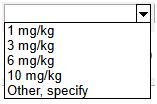 1 mg/kg
3 mg/kg
6 mg/kg
10 mg/kg
Other, specify